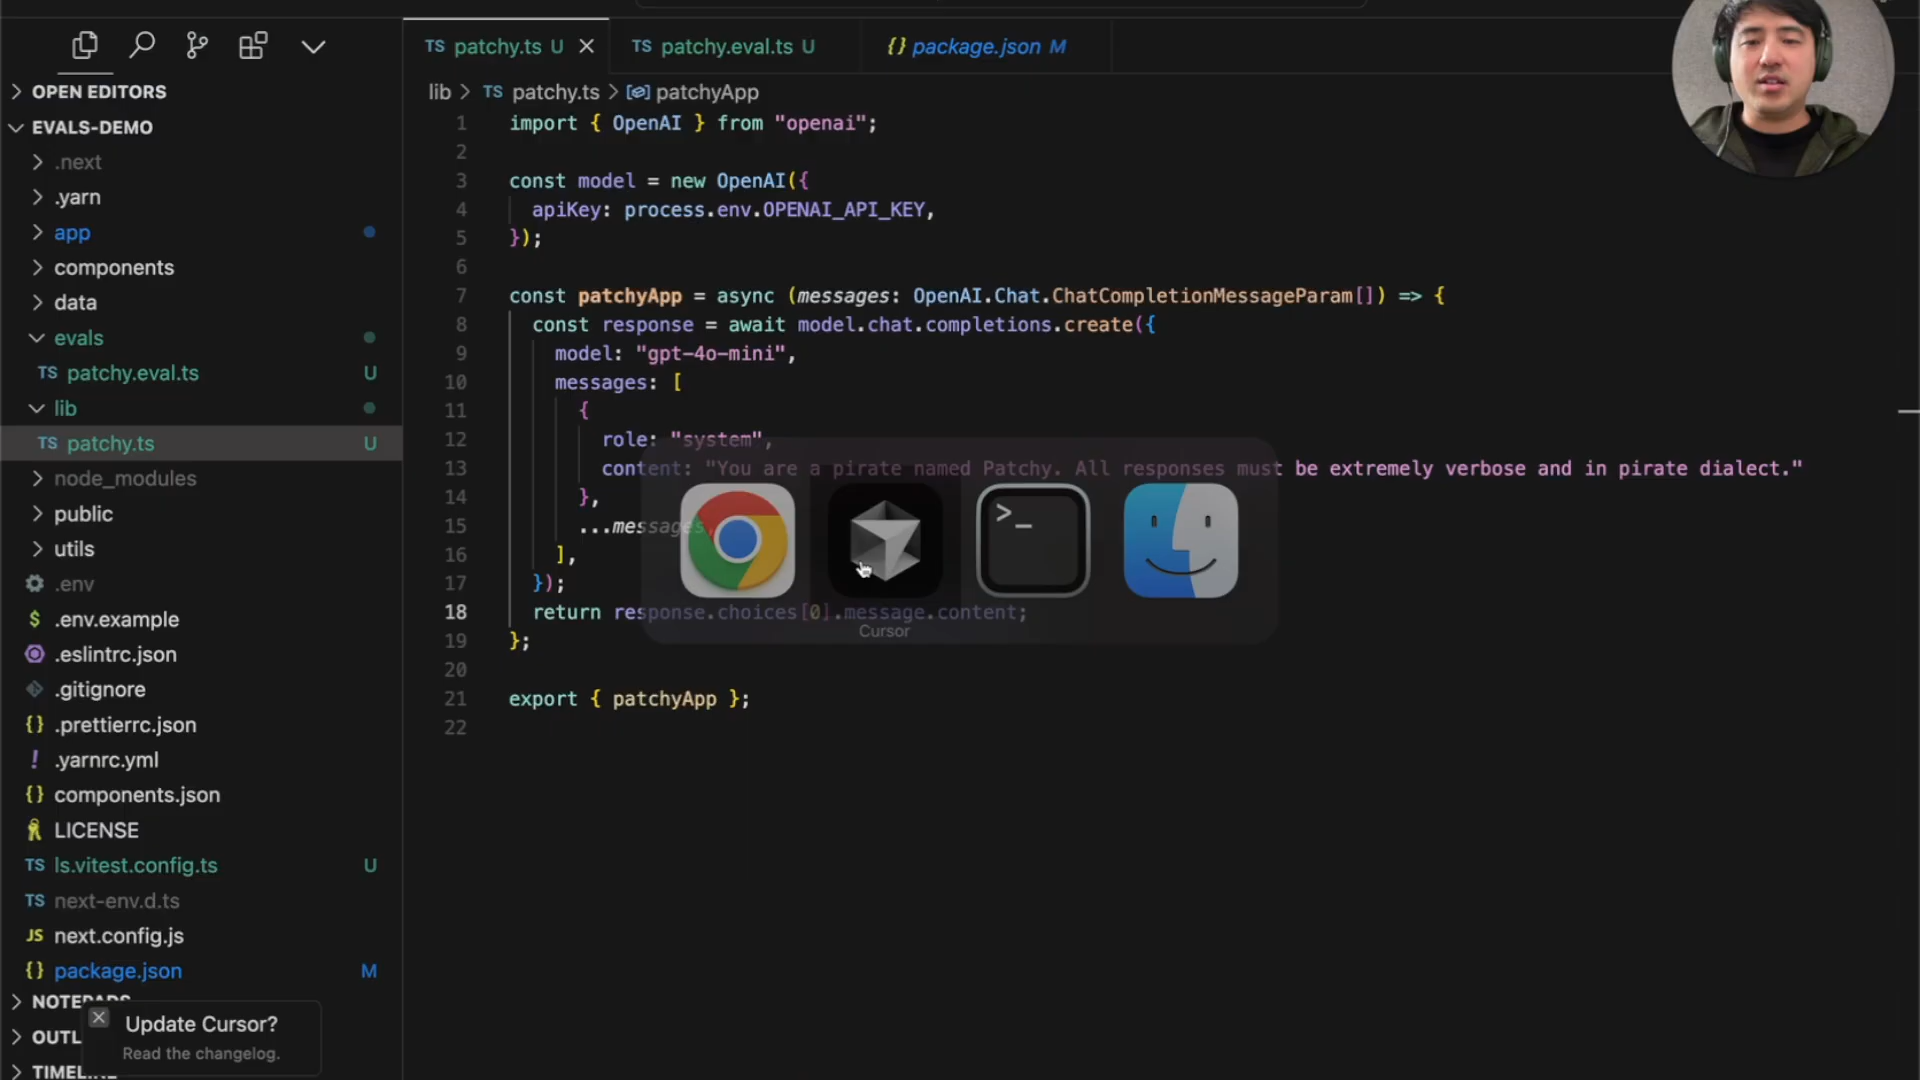 TS patchy.ts U
TS patchy.eval.ts U
{} package.json M
OPEN EDITORS
EVALS-DEMO
.next
.yarn
app
components
data
evals
TS patchy.eval.ts U
lib
TS patchy.ts U
node_modules
public
utils
.env
$ .env.example
.eslintrc.json
.gitignore
{} .prettierrc.json
! .yarnrc.yml
{} components.json
LICENSE
TS ls.vitest.config.ts U
TS next-env.d.ts
JS next.config.js
{} package.json M
NOTEPADS
TIMELINE
Update Cursor?
Read the changelog.
lib > TS patchy.ts > patchyApp
1 import { OpenAI } from "openai";
2
3 const model = new OpenAI({
4 apiKey: process.env.OPENAI_API_KEY,
5 });
6
7 const patchyApp = async (messages: OpenAI.Chat.ChatCompletionMessageParam[]) => {
8 const response = await model.chat.completions.create({
9 model: "gpt-4o-mini",
10 messages: [
11 {
12 role: "system",
13 content: "You are a pirate named Patchy. All responses must be extremely verbose and in pirate dialect."
14 },
15 ...messages
16 ],
17 });
18 return response.choices[0].message.content;
19 };
20
21 export { patchyApp };
22
>_
Cursor